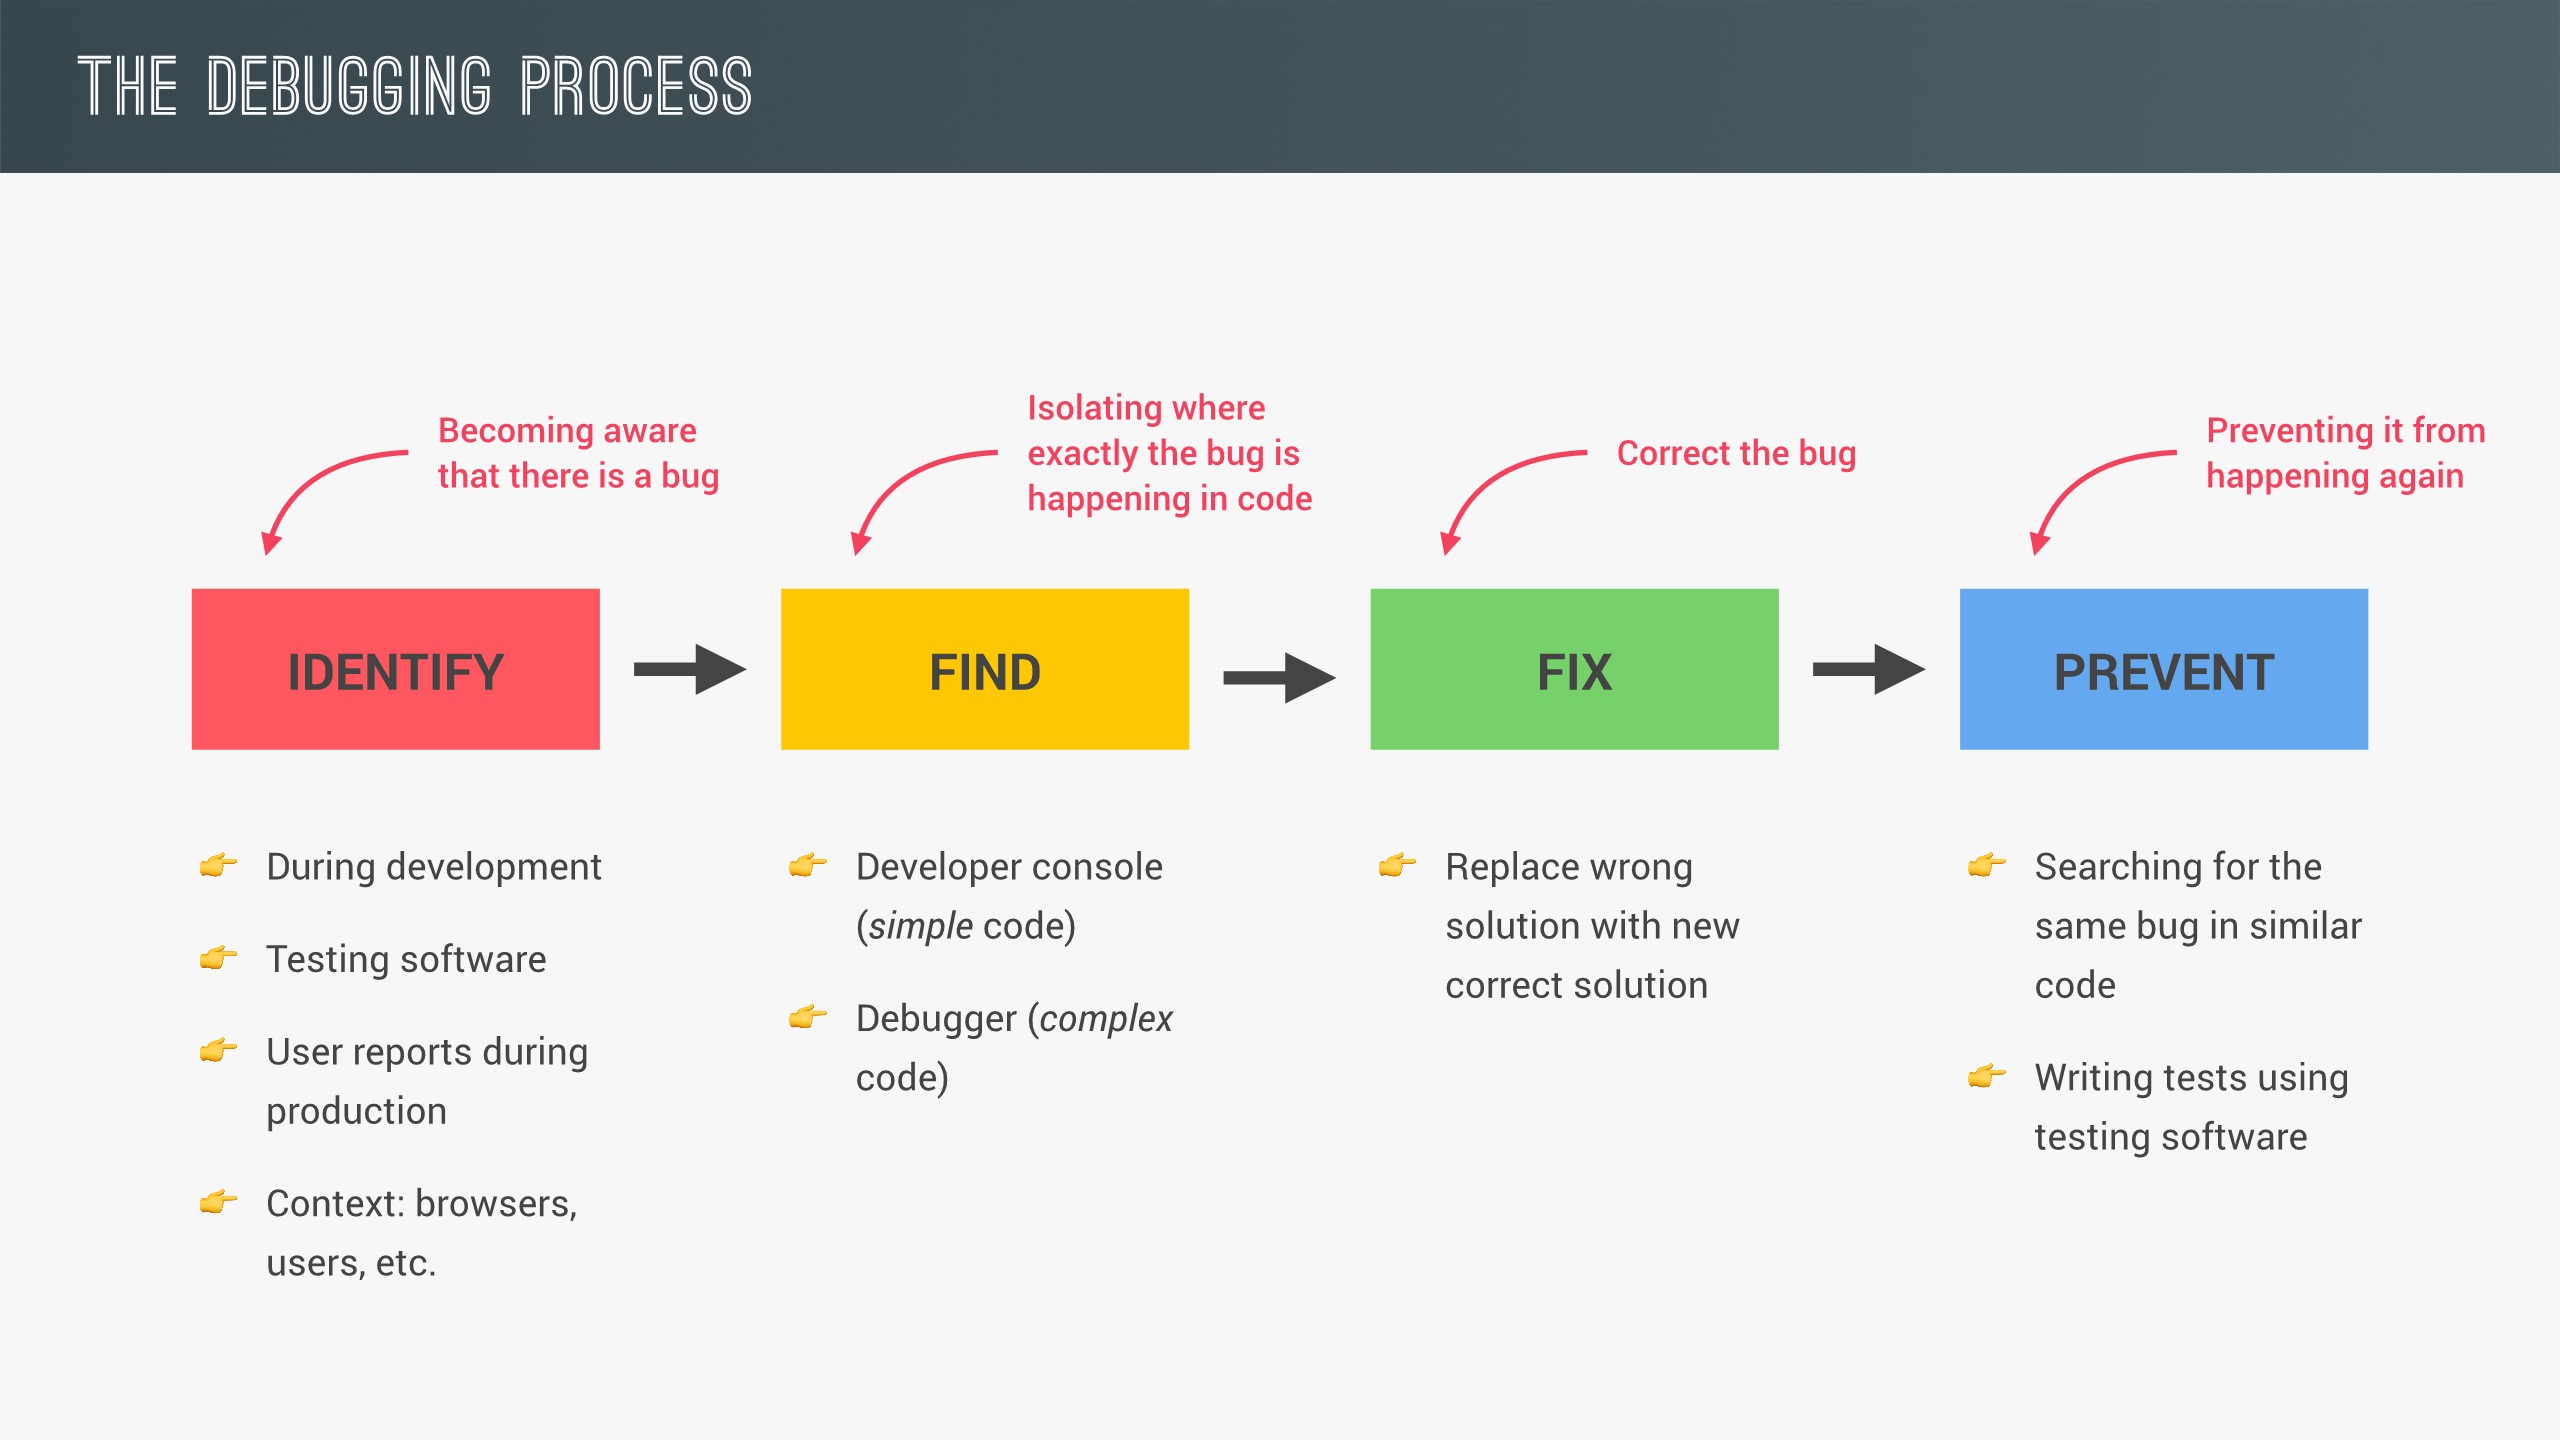 THE DEBUGGING PROCESS
Becoming aware
that there is a bug
Isolating where
exactly the bug is
happening in code
Correct the bug
Preventing it from
happening again
IDENTIFY
FIND
FIX
PREVENT
During development
Testing software
User reports during
production
Context: browsers,
users, etc.
Developer console
(simple code)
Debugger (complex
code)
Replace wrong
solution with new
correct solution
Searching for the
same bug in similar
code
Writing tests using
testing software